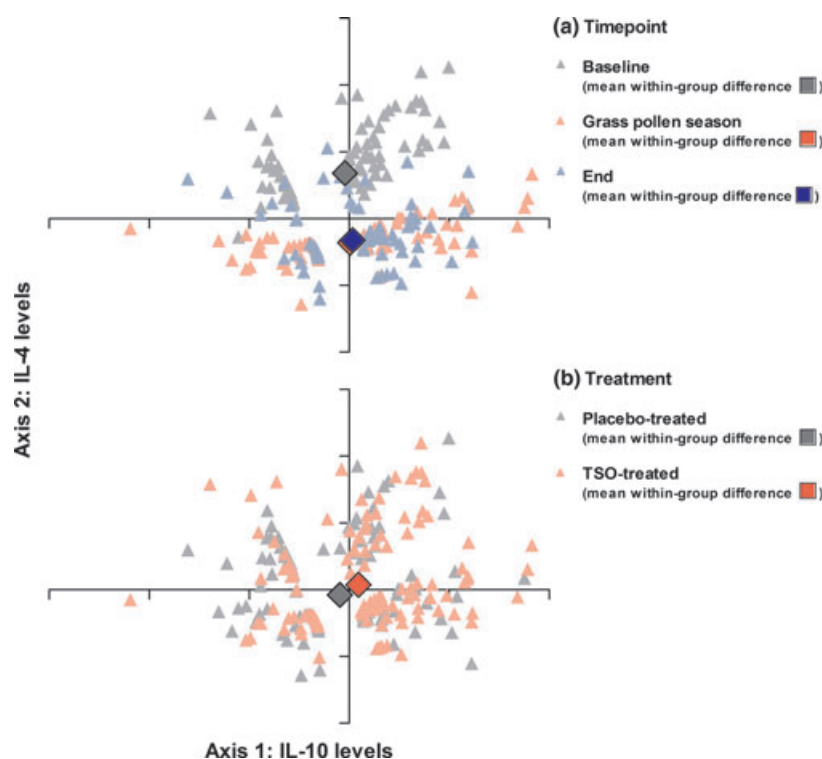 (a) Timepoint
Baseline
(mean within-group difference )
Grass pollen season
(mean within-group difference )
End
(mean within-group difference )
Axis 2: IL-4 levels
(b) Treatment
Placebo-treated
(mean within-group difference )
TSO-treated
(mean within-group difference )
Axis 1: IL-10 levels